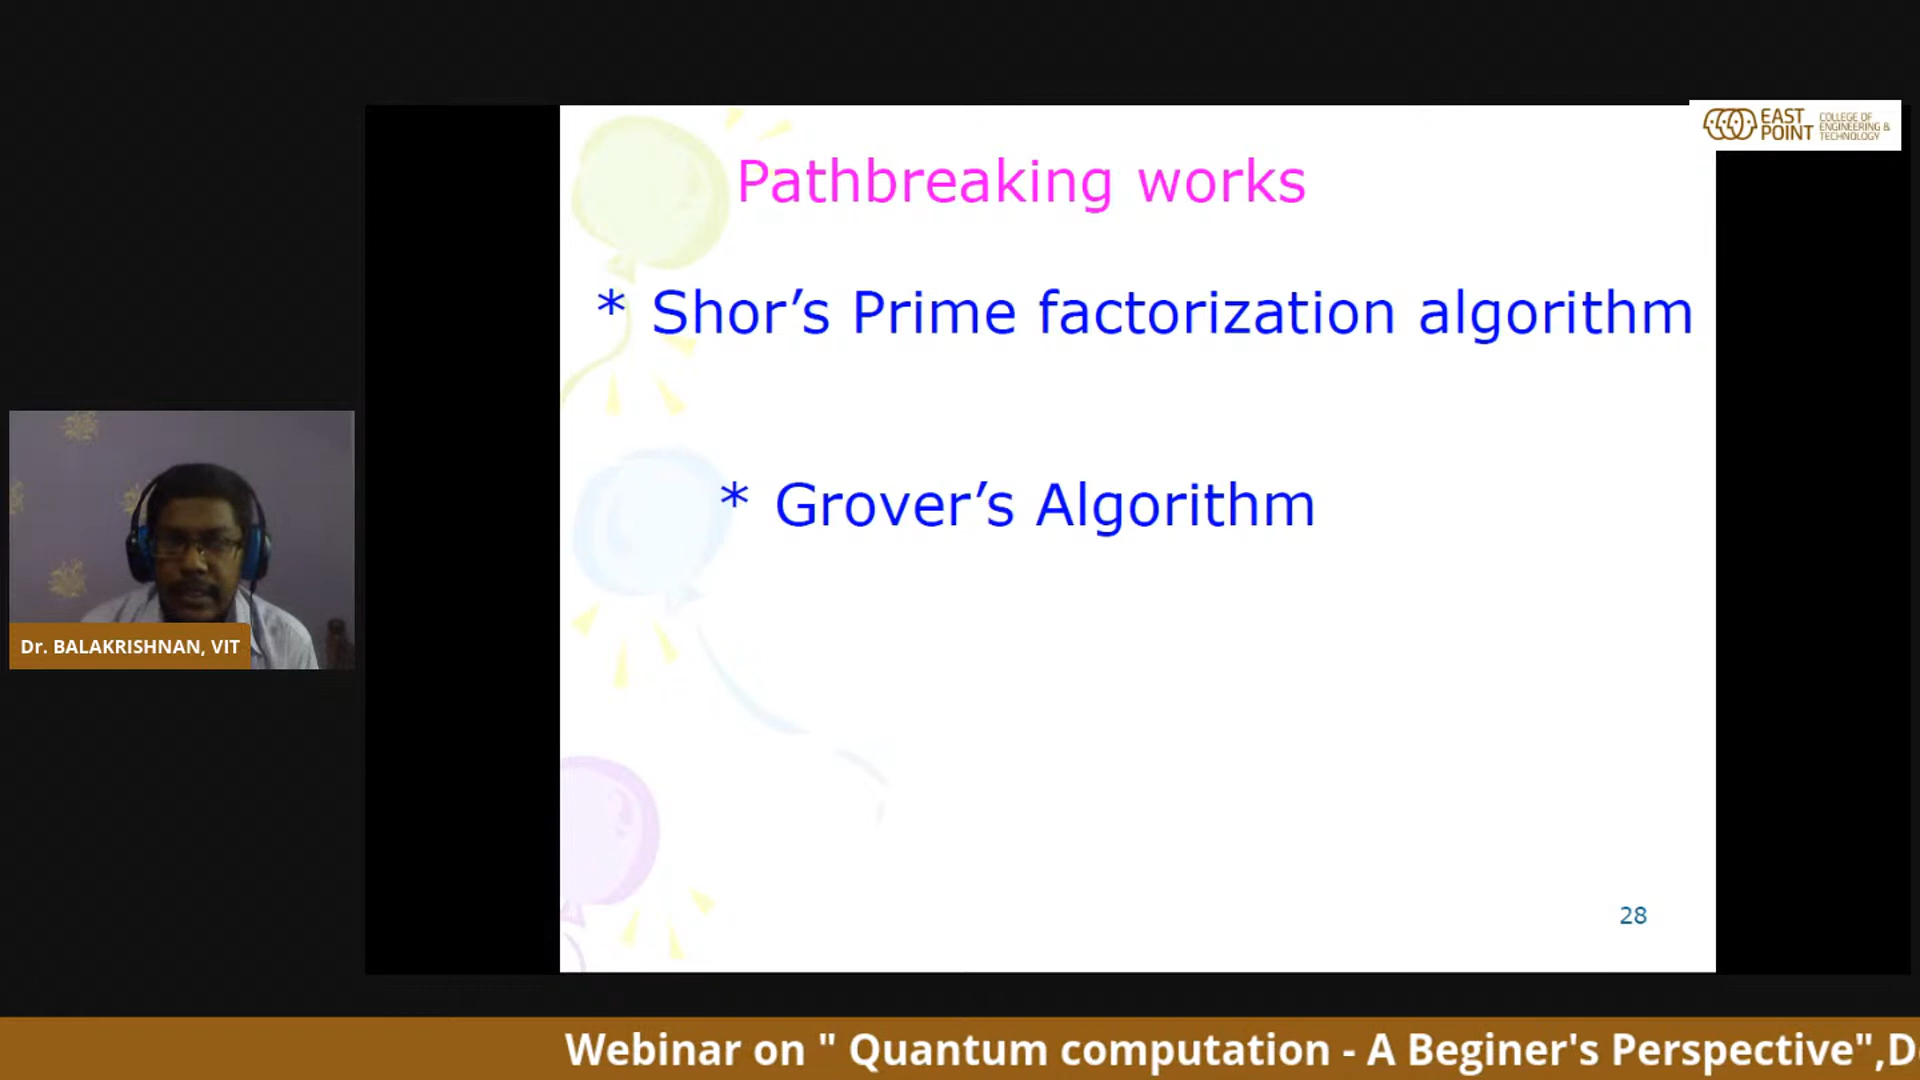 EAST
POINT
COLLEGE OF
ENGINEERING &
TECHNOLOGY
Pathbreaking works
* Shor’s Prime factorization algorithm
* Grover’s Algorithm
Dr. BALAKRISHNAN, VIT
28
Webinar on " Quantum computation - A Beginer's Perspective",D